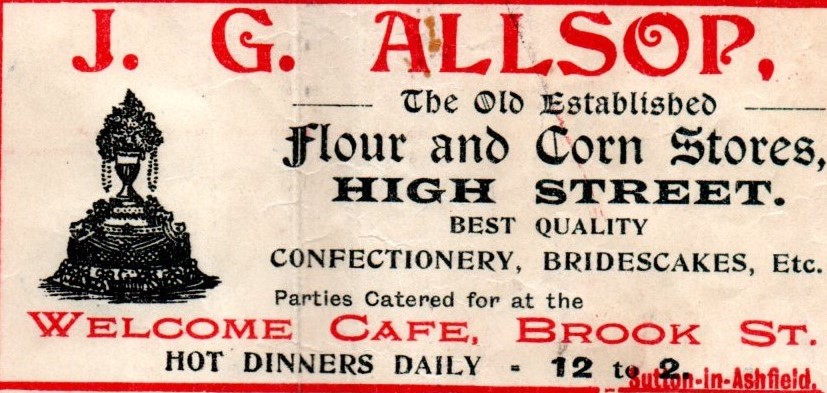 J. G. ALLSOP,
The Old Established
Flour and Corn Stores,
HIGH STREET.
BEST QUALITY
CONFECTIONERY, BRIDESCAKES, Etc.
Parties Catered for at the
WELCOME CAFE, BROOK ST.
HOT DINNERS DAILY - 12 to 2.
Sutton-in-Ashfield.